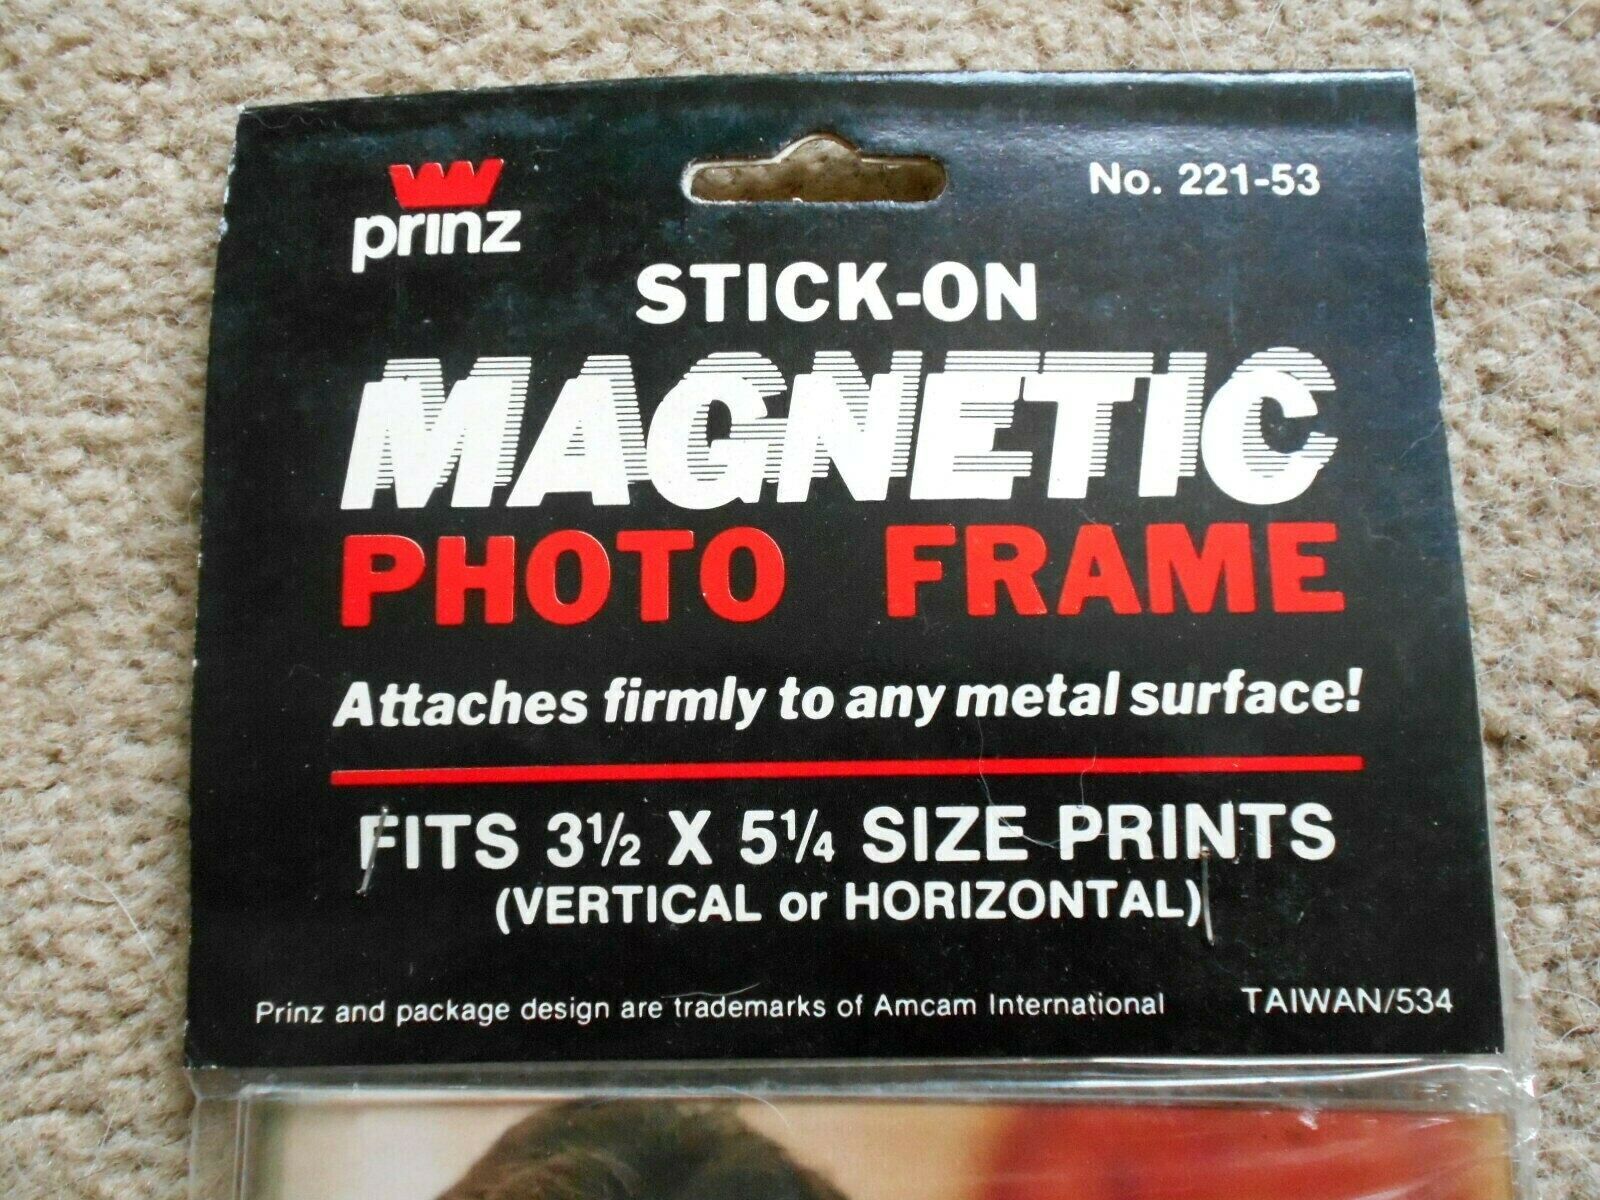 prinz
No. 221-53
STICK-ON
MAGNETIC
PHOTO FRAME
Attaches firmly to any metal surface!
FITS 3½ X 5¼ SIZE PRINTS
(VERTICAL or HORIZONTAL)
Prinz and package design are trademarks of Amcam International
TAIWAN/534